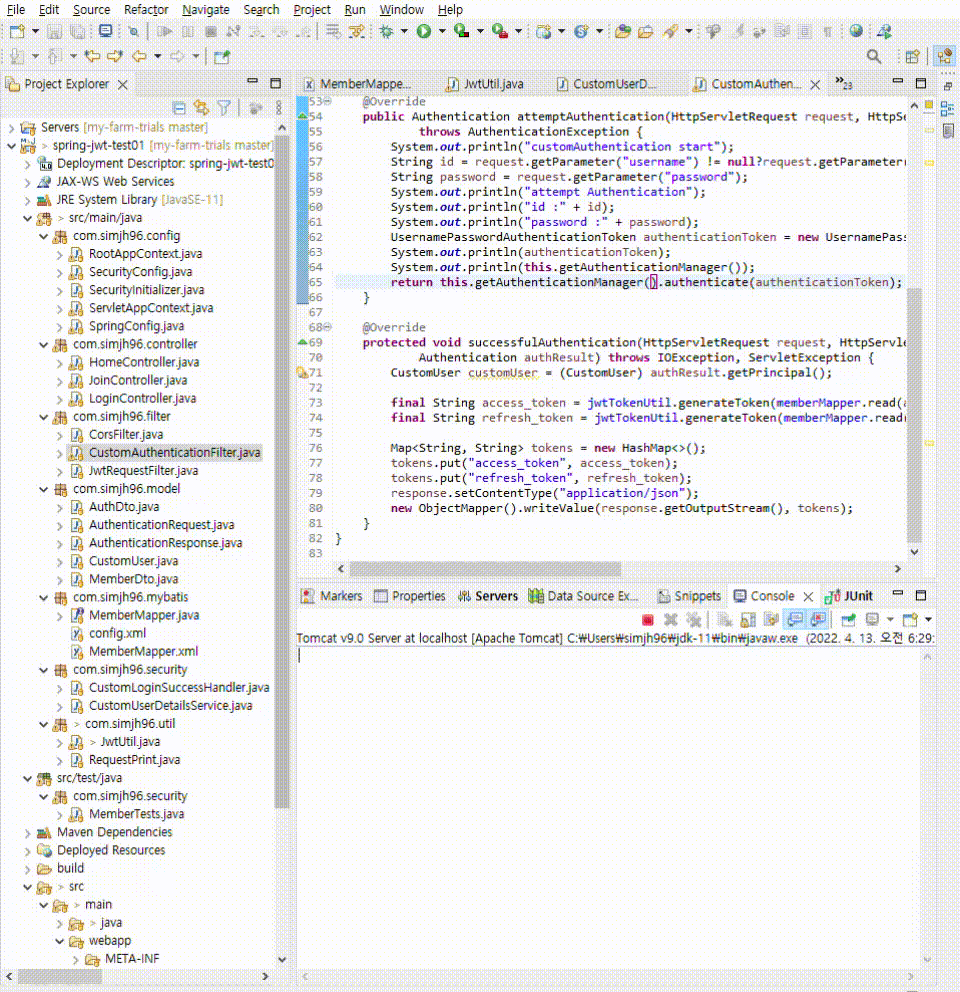 File Edit Source Refactor Navigate Search Project Run Window Help
Project Explorer
Servers [my-farm-trials master]
spring-jwt-test01 [my-farm-trials master]
Deployment Descriptor: spring-jwt-test0
JAX-WS Web Services
JRE System Library [JavaSE-11]
> src/main/java
com.simjh96.config
RootAppContext.java
SecurityConfig.java
SecurityInitializer.java
ServletAppContext.java
SpringConfig.java
com.simjh96.controller
HomeController.java
JoinController.java
LoginController.java
com.simjh96.filter
CorsFilter.java
CustomAuthenticationFilter.java
JwtRequestFilter.java
com.simjh96.model
AuthDto.java
AuthenticationRequest.java
AuthenticationResponse.java
CustomUser.java
MemberDto.java
com.simjh96.mybatis
MemberMapper.java
config.xml
MemberMapper.xml
com.simjh96.security
CustomLoginSuccessHandler.java
CustomUserDetailsService.java
> com.simjh96.util
> JwtUtil.java
RequestPrint.java
src/test/java
com.simjh96.security
MemberTests.java
Maven Dependencies
Deployed Resources
build
> src
> main
> java
webapp
META-INF
MemberMappe... JwtUtil.java CustomUserD... CustomAuthen... »23
53 @Override
54 public Authentication attemptAuthentication(HttpServletRequest request, HttpSe
55 throws AuthenticationException {
56 System.out.println("customAuthentication start");
57 String id = request.getParameter("username") != null?request.getParameter
58 String password = request.getParameter("password");
59 System.out.println("attempt Authentication");
60 System.out.println("id :" + id);
61 System.out.println("password :" + password);
62 UsernamePasswordAuthenticationToken authenticationToken = new UsernamePass
63 System.out.println(authenticationToken);
64 System.out.println(this.getAuthenticationManager());
65 return this.getAuthenticationManager().authenticate(authenticationToken);
66 }
67
68 @Override
69 protected void successfulAuthentication(HttpServletRequest request, HttpServle
70 Authentication authResult) throws IOException, ServletException {
71 CustomUser customUser = (CustomUser) authResult.getPrincipal();
72
73 final String access_token = jwtTokenUtil.generateToken(memberMapper.read(a
74 final String refresh_token = jwtTokenUtil.generateToken(memberMapper.read(
75
76 Map<String, String> tokens = new HashMap<>();
77 tokens.put("access_token", access_token);
78 tokens.put("refresh_token", refresh_token);
79 response.setContentType("application/json");
80 new ObjectMapper().writeValue(response.getOutputStream(), tokens);
81 }
82 }
83
Markers Properties Servers Data Source Ex... Snippets Console JUnit
Tomcat v9.0 Server at localhost [Apache Tomcat] C:₩Users₩simjh96₩jdk-11₩bin₩javaw.exe (2022. 4. 13. 오전 6:29: